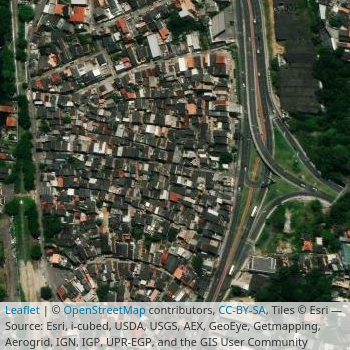 Leaflet | © OpenStreetMap contributors, CC-BY-SA, Tiles © Esri —
Source: Esri, i-cubed, USDA, USGS, AEX, GeoEye, Getmapping,
Aerogrid, IGN, IGP, UPR-EGP, and the GIS User Community